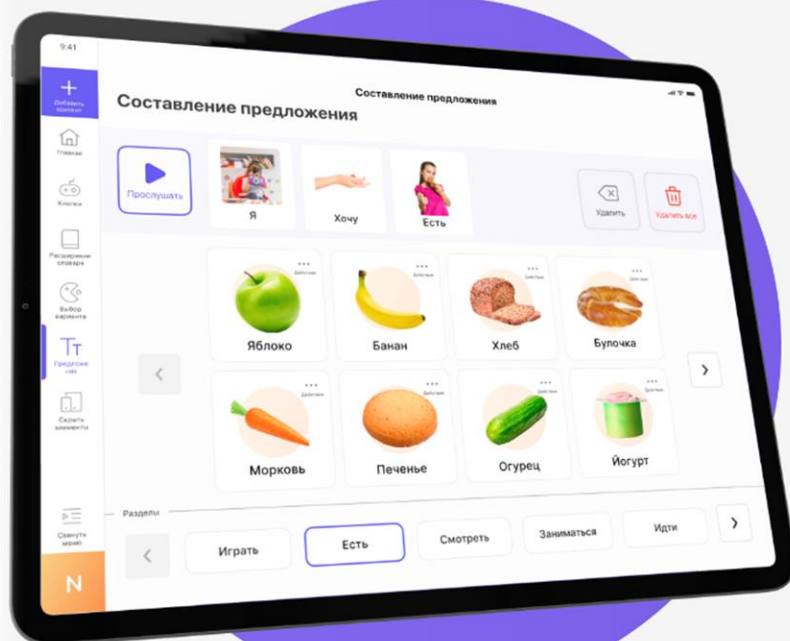 9:41
Составление предложения
Добавить
контент
Составление предложения
Главная
Прослушать
Я
Хочу
Есть
Удалить
Удалить все
Кнопки
Расширение
словаря
Выбор
варианта
Предложе
ния
Скрыть
элементы
Действия
Действия
Действия
Действия
Яблоко
Банан
Хлеб
Булочка
Действия
Действия
Действия
Действия
Морковь
Печенье
Огурец
Йогурт
Разделы
Свернуть
меню
Играть
Есть
Смотреть
Заниматься
Идти
N